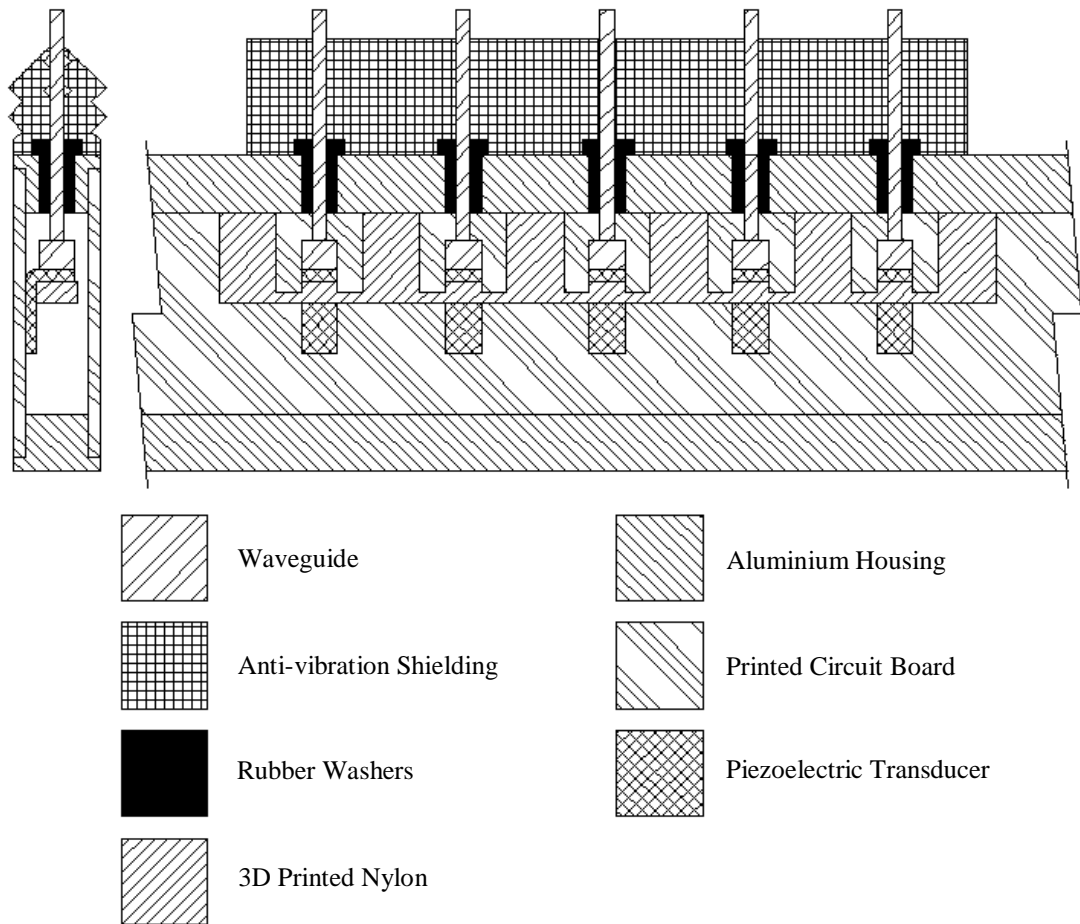 Waveguide
Aluminium Housing
Anti-vibration Shielding
Printed Circuit Board
Rubber Washers
Piezoelectric Transducer
3D Printed Nylon